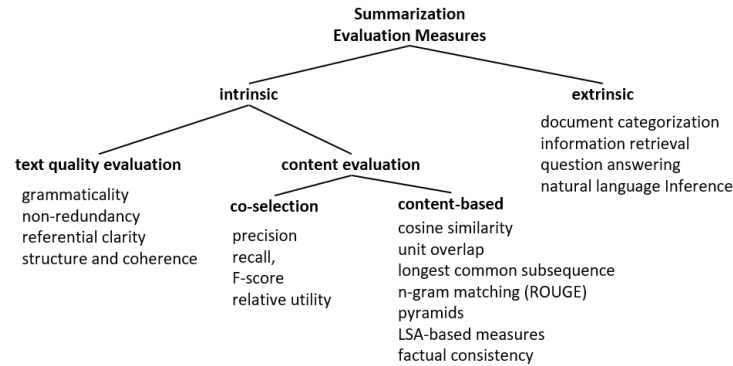 Summarization
Evaluation Measures
intrinsic
extrinsic
document categorization
information retrieval
question answering
natural language Inference
text quality evaluation
grammaticality
non-redundancy
referential clarity
structure and coherence
content evaluation
co-selection
precision
recall,
F-score
relative utility
content-based
cosine similarity
unit overlap
longest common subsequence
n-gram matching (ROUGE)
pyramids
LSA-based measures
factual consistency